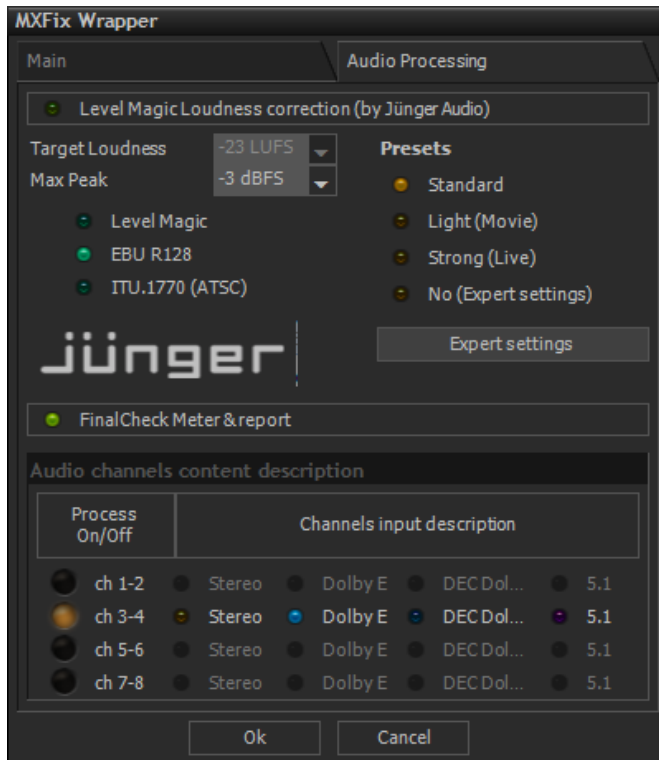 MXFix Wrapper
Main
Audio Processing
Level Magic Loudness correction (by Jünger Audio)
Target Loudness -23 LUFS
Presets
Max Peak -3 dBFS
Standard
Level Magic
Light (Movie)
EBU R128
Strong (Live)
ITU.1770 (ATSC)
No (Expert settings)
jünger
Expert settings
FinalCheck Meter & report
Audio channels content description
Process
On/Off
Channels input description
ch 1-2 Stereo Dolby E DEC Dol... 5.1
ch 3-4 Stereo Dolby E DEC Dol... 5.1
ch 5-6 Stereo Dolby E DEC Dol... 5.1
ch 7-8 Stereo Dolby E DEC Dol... 5.1
Ok Cancel